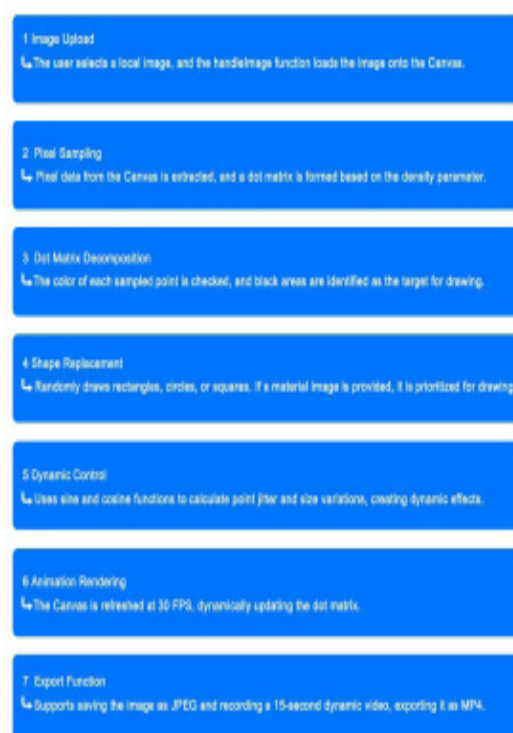 1 Image Upload
↳ The user selects a local image, and the handleImage function loads the image onto the Canvas.
2 Pixel Sampling
↳ Pixel data from the Canvas is extracted, and a dot matrix is formed based on the density parameter.
3 Dot Matrix Decomposition
↳ The color of each sampled point is checked, and black areas are identified as the target for drawing.
4 Shape Replacement
↳ Randomly draws rectangles, circles, or squares. If a material image is provided, it is prioritized for drawing
5 Dynamic Control
↳ Uses sine and cosine functions to calculate point jitter and size variations, creating dynamic effects.
6 Animation Rendering
↳ The Canvas is refreshed at 30 FPS, dynamically updating the dot matrix.
7 Export Function
↳ Supports saving the image as JPEG and recording a 15-second dynamic video, exporting it as MP4.